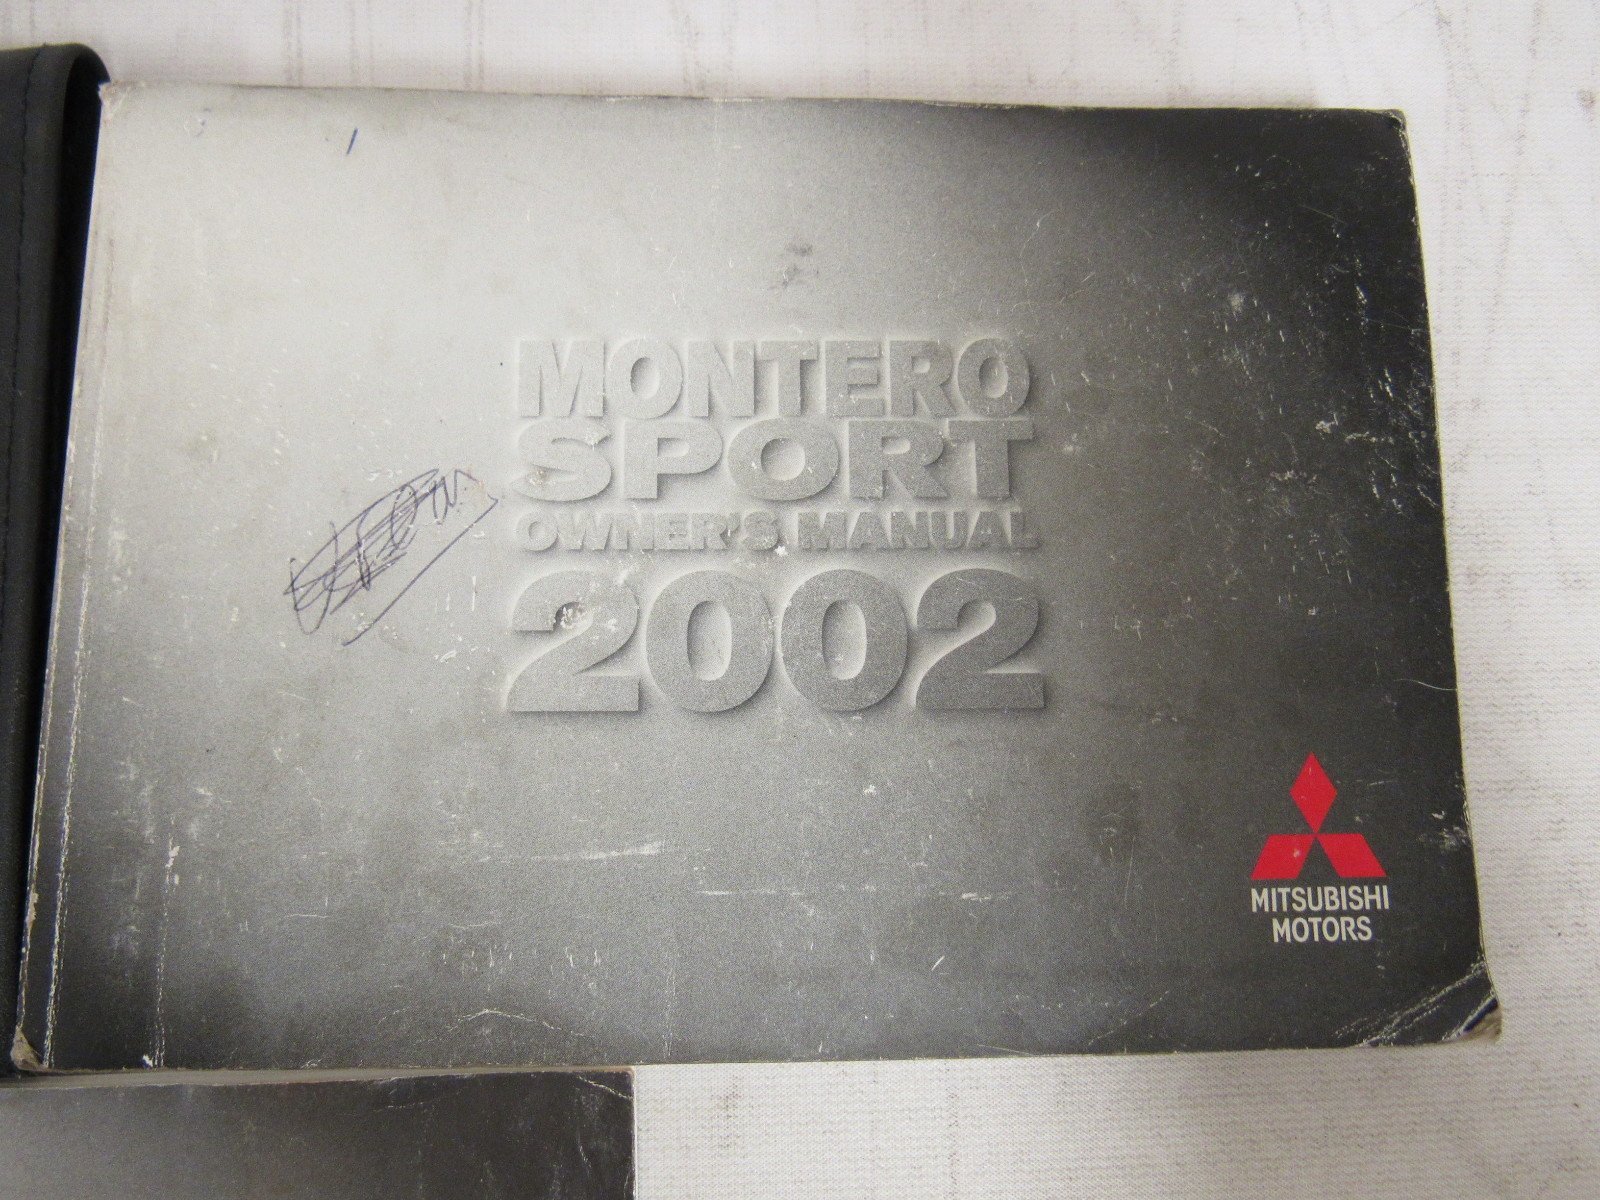 MONTERO
SPORT
OWNER'S MANUAL
2002
MITSUBISHI
MOTORS